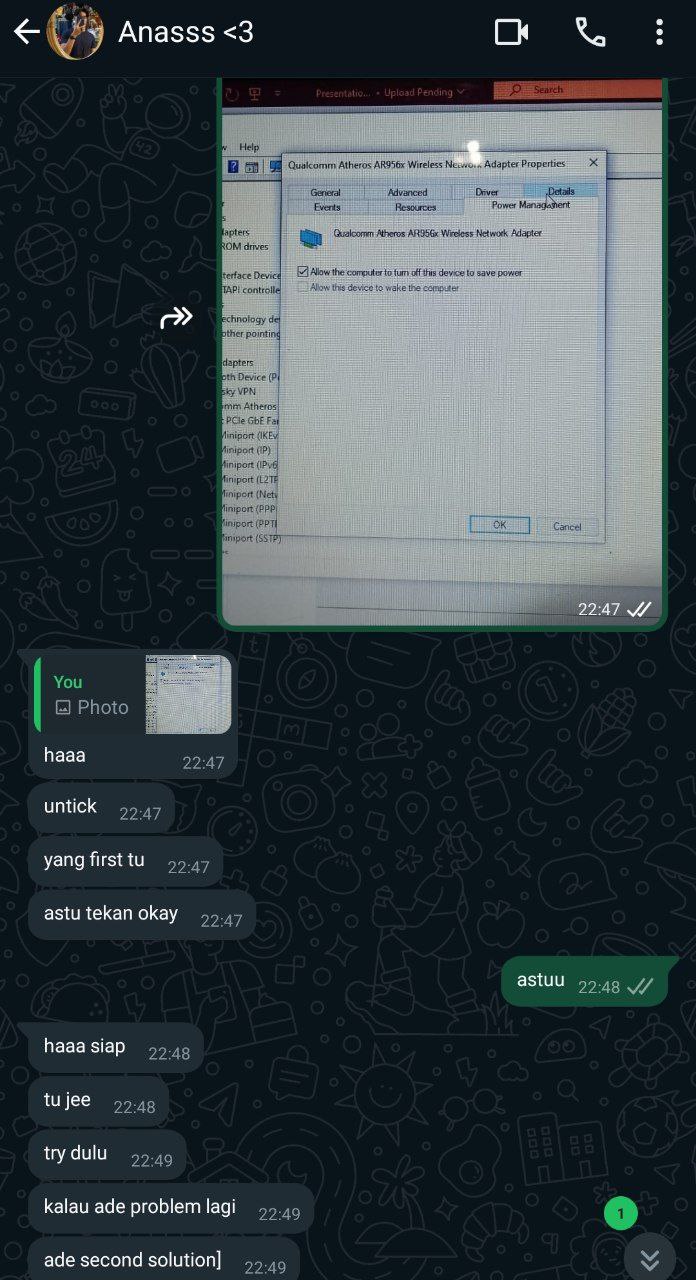 Anasss <3
Presentatio... • Upload Pending
Search
Help
Qualcomm Atheros AR956x Wireless Network Adapter Properties
General
Advanced
Driver
Details
Events
Resources
Power Management
Qualcomm Atheros AR956x Wireless Network Adapter
Allow the computer to turn off this device to save power
Allow this device to wake the computer
lapters
ROM drives
terface Device
TAPI controlle
echnology de
other pointing
dapters
oth Device (P
sky VPN
mm Atheros
PCIe GbE Fa
Miniport (IKEv
Miniport (IP)
Miniport (IPv6
Miniport (L2TP
Miniport (Netw
Miniport (PPP
Miniport (PPTP
Miniport (SSTP)
OK
Cancel
22:47
You
Photo
haaa 22:47
untick 22:47
yang first tu 22:47
astu tekan okay 22:47
astuu 22:48
haaa siap 22:48
tu jee 22:48
try dulu 22:49
kalau ade problem lagi 22:49
1
ade second solution] 22:49